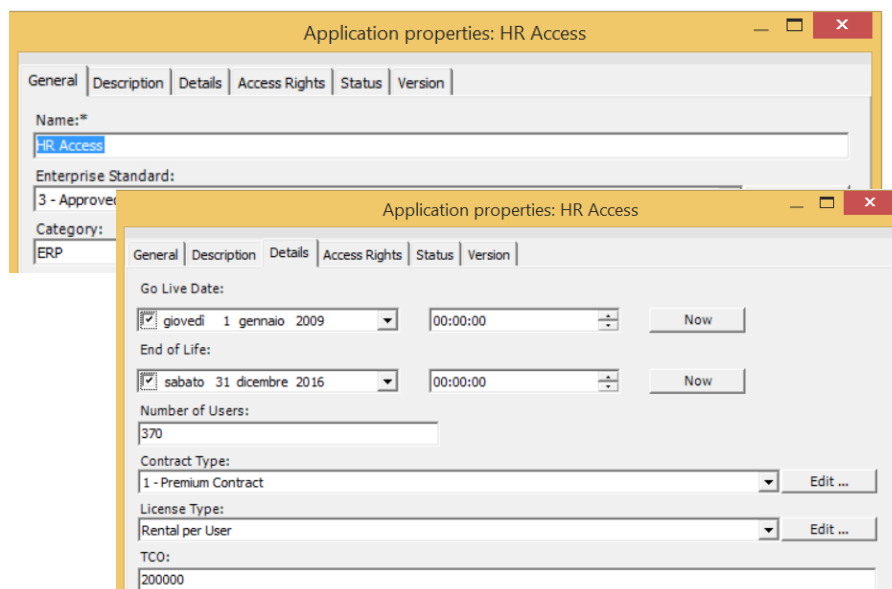 Application properties: HR Access
General Description Details Access Rights Status Version
Name:*
HR Access
Enterprise Standard:
3 - Approved
Category:
ERP
Application properties: HR Access
General Description Details Access Rights Status Version
Go Live Date:
giovedì 1 gennaio 2009 00:00:00 Now
End of Life:
sabato 31 dicembre 2016 00:00:00 Now
Number of Users:
370
Contract Type:
1 - Premium Contract Edit ...
License Type:
Rental per User Edit ...
TCO:
200000